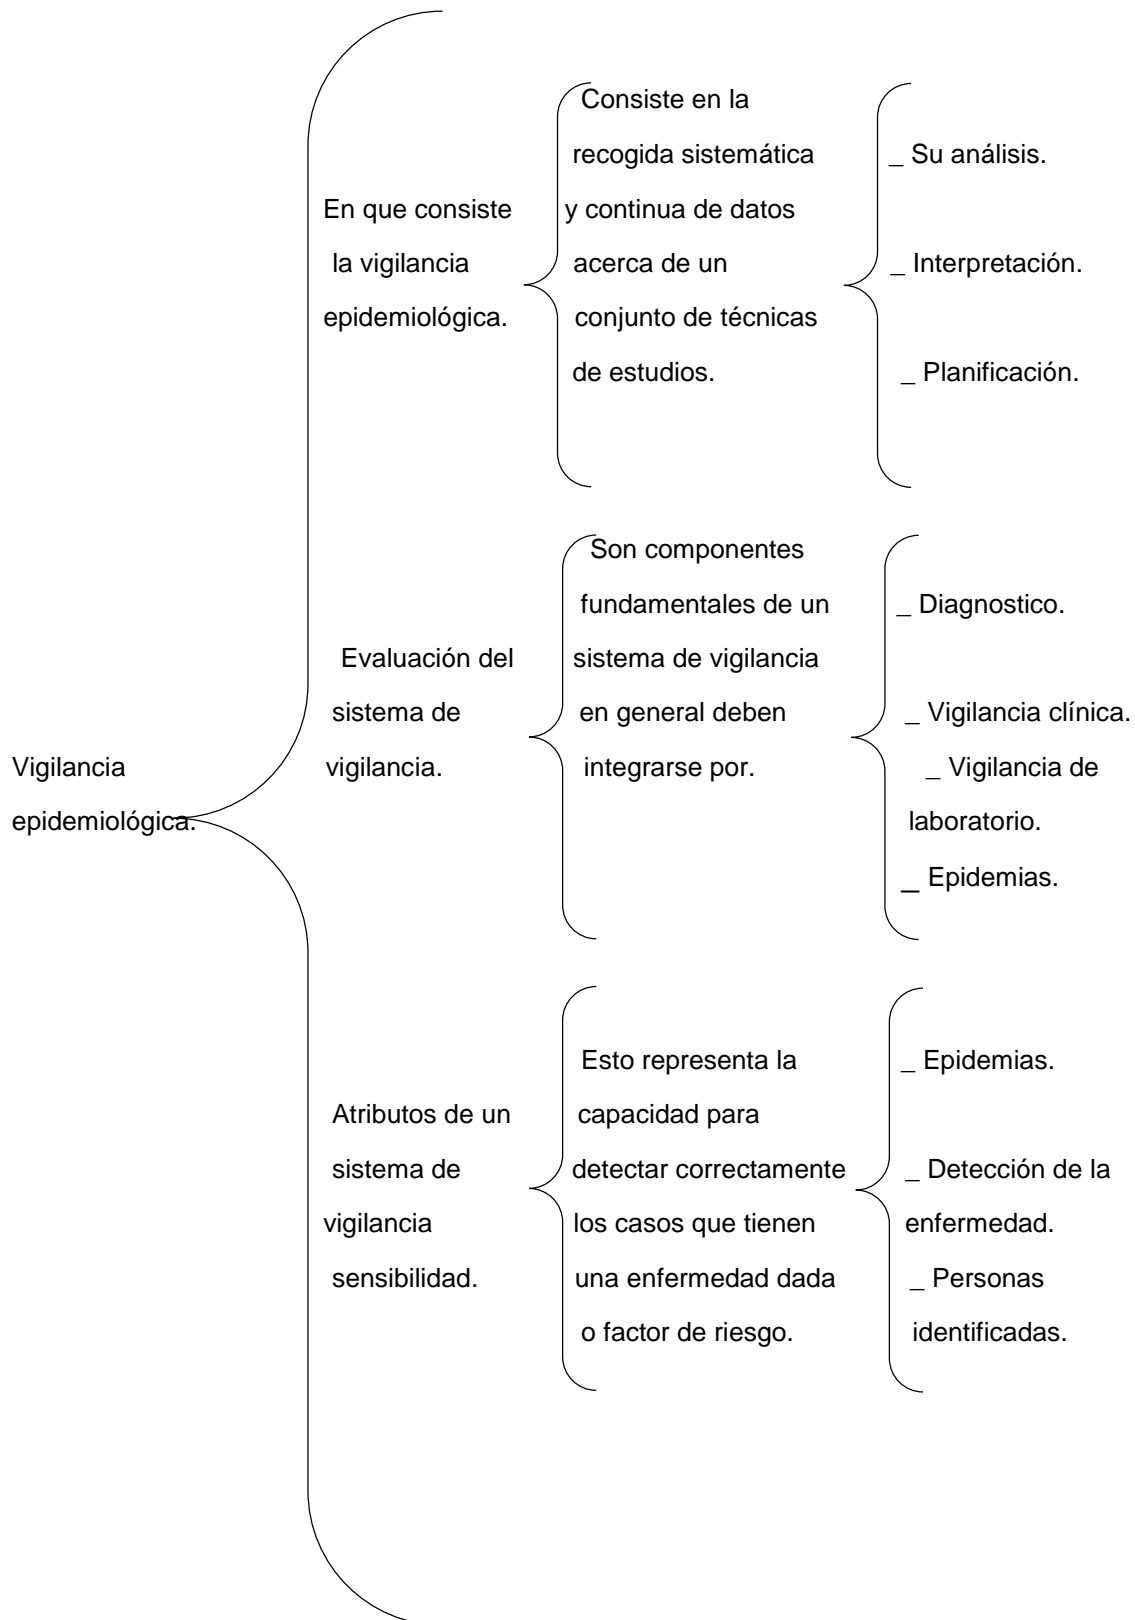 Vigilancia
epidemiológica.
En que consiste
la vigilancia
epidemiológica.
Consiste en la
recogida sistemática
y continua de datos
acerca de un
conjunto de técnicas
de estudios.
_ Su análisis.
_ Interpretación.
_ Planificación.
Evaluación del
sistema de
vigilancia.
Son componentes
fundamentales de un
sistema de vigilancia
en general deben
integrarse por.
_ Diagnostico.
_ Vigilancia clínica.
_ Vigilancia de
laboratorio.
_ Epidemias.
Atributos de un
sistema de
vigilancia
sensibilidad.
Esto representa la
capacidad para
detectar correctamente
los casos que tienen
una enfermedad dada
o factor de riesgo.
_ Epidemias.
_ Detección de la
enfermedad.
_ Personas
identificadas.